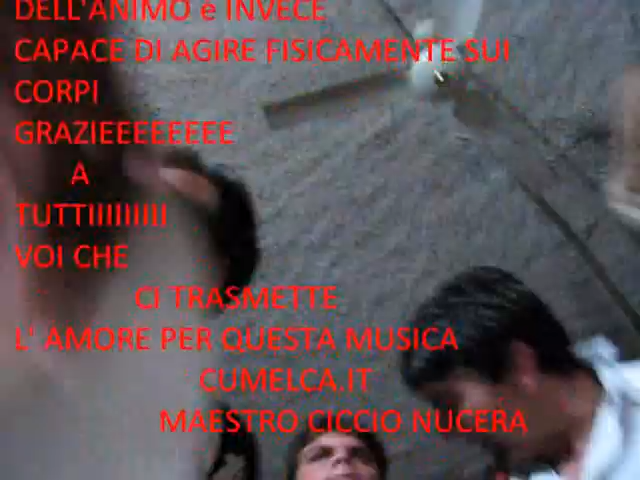 DELL'ANIMO è INVECE
CAPACE DI AGIRE FISICAMENTE SUI
CORPI
GRAZIEEEEEEEE
A
TUTTIIIIIIIII
VOI CHE
CI TRASMETTE
L' AMORE PER QUESTA MUSICA
CUMELCA.IT
MAESTRO CICCIO NUCERA